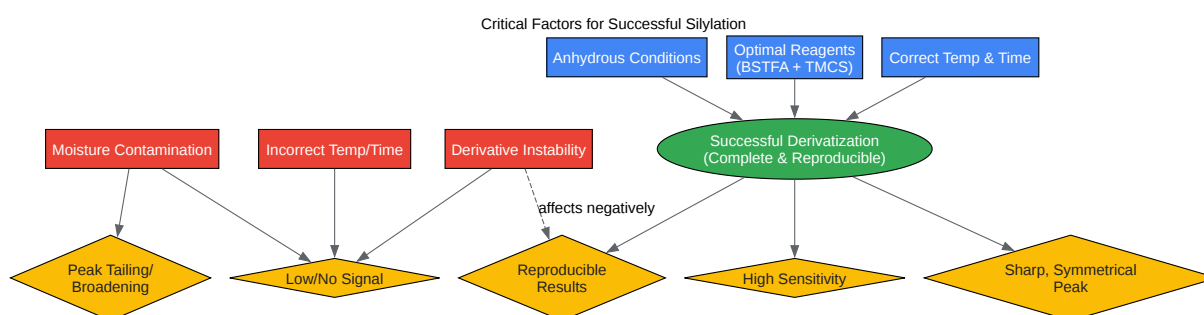 Critical Factors for Successful Silylation
Anhydrous Conditions
Optimal Reagents
(BSTFA + TMCS)
Correct Temp & Time
Moisture Contamination
Incorrect Temp/Time
Derivative Instability
Successful Derivatization
(Complete & Reproducible)
affects negatively
Peak Tailing/
Broadening
Low/No Signal
Reproducible
Results
High Sensitivity
Sharp, Symmetrical
Peak